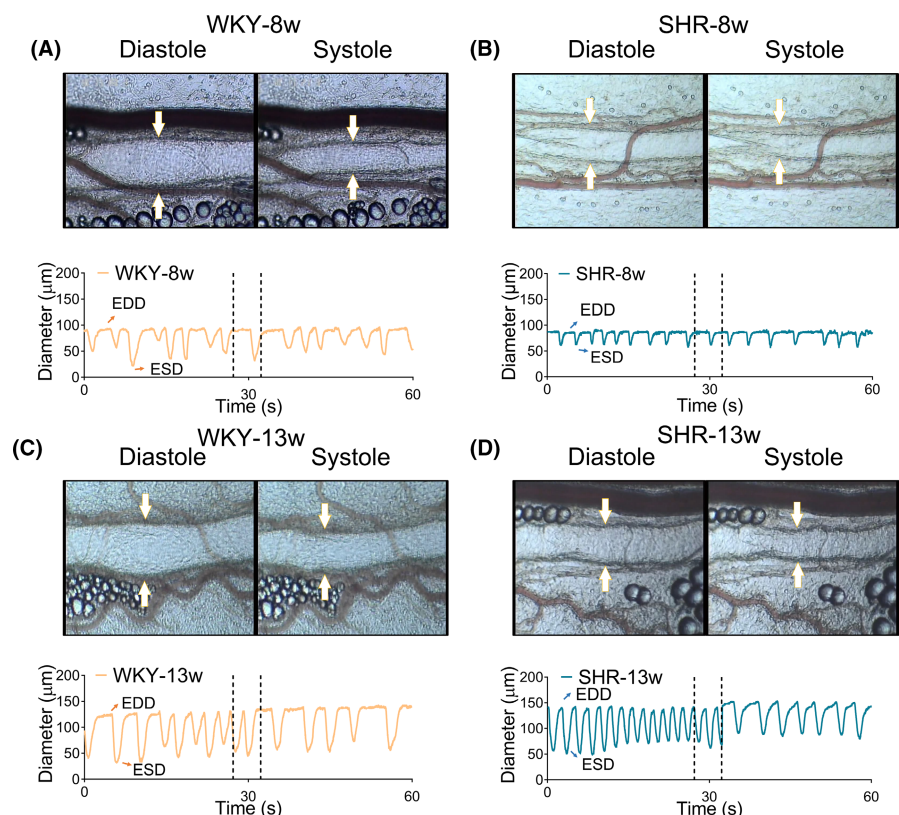 WKY-8w
(A) Diastole Systole
200
150
100
50
0
Diameter (µm)
WKY-8w
EDD
ESD
0 30 60
Time (s)
SHR-8w
(B) Diastole Systole
200
150
100
50
0
Diameter (µm)
SHR-8w
EDD
ESD
0 30 60
Time (s)
WKY-13w
(C) Diastole Systole
200
150
100
50
0
Diameter (µm)
WKY-13w
EDD
ESD
0 30 60
Time (s)
SHR-13w
(D) Diastole Systole
200
150
100
50
0
Diameter (µm)
SHR-13w
EDD
ESD
0 30 60
Time (s)